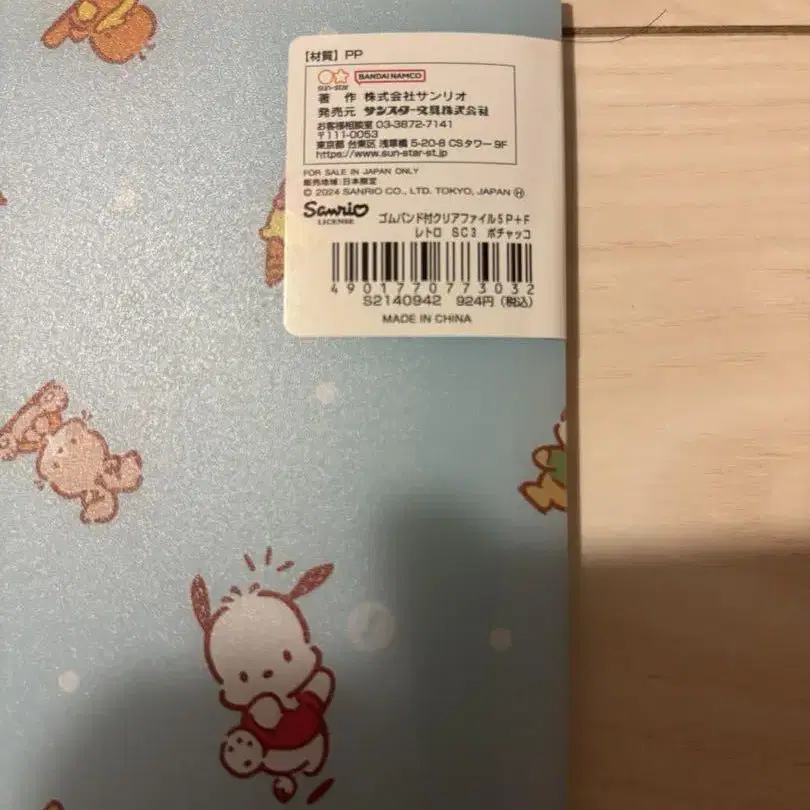 【材質】PP
sun-star BANDAI NAMCO
著 作 株式会社サンリオ
発売元 サンスター文具株式会社
お客様相談室 03-3872-7141
〒111-0053
東京都 台東区 浅草橋 5-20-8 CSタワー 9F
https://www.sun-star-st.jp
FOR SALE IN JAPAN ONLY
販売地域:日本限定
© 2024 SANRIO CO., LTD. TOKYO, JAPAN Ⓗ
Sanrio
LICENSE
ゴムバンド付クリアファイル5P+F
レトロ SC3 ポチャッコ
4901770773032
S2140942 924円(税込)
MADE IN CHINA